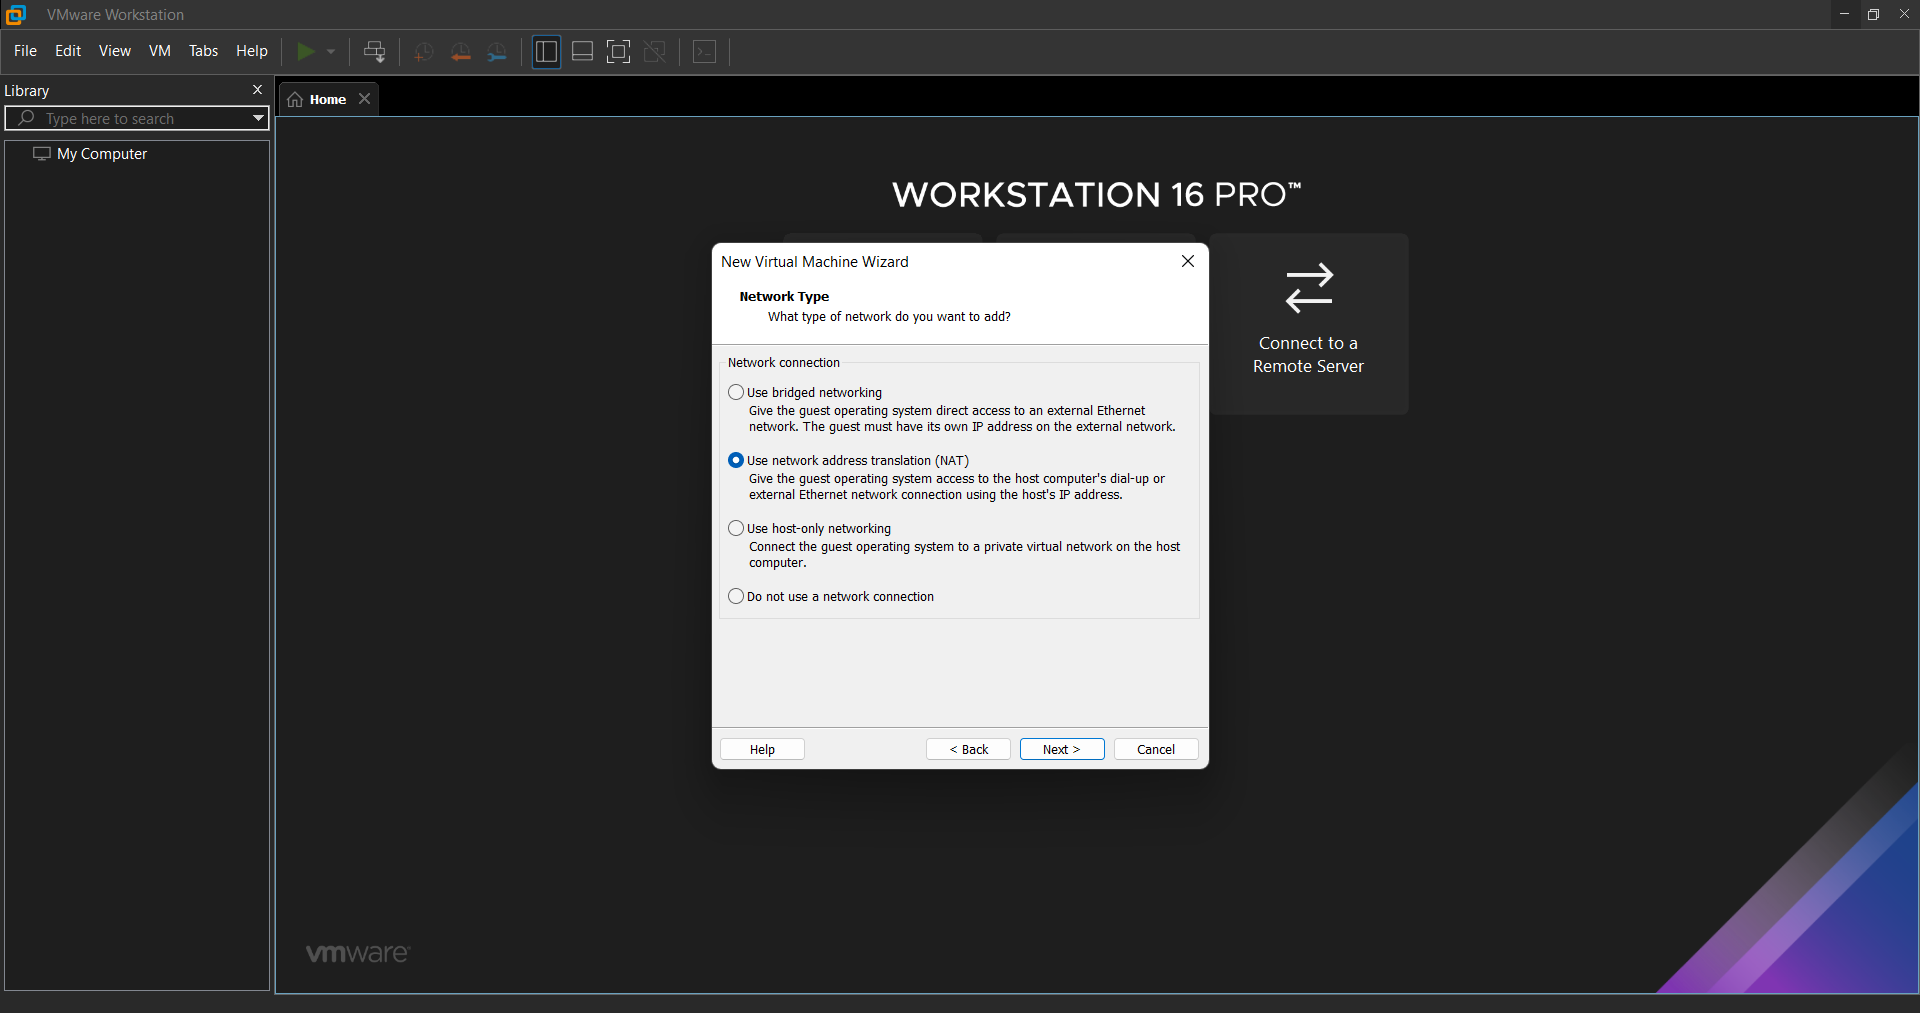 VMware Workstation
File Edit View VM Tabs Help
Library
Type here to search
My Computer
Home
WORKSTATION 16 PRO™
Connect to a
Remote Server
New Virtual Machine Wizard
Network Type
What type of network do you want to add?
Network connection
Use bridged networking
Give the guest operating system direct access to an external Ethernet
network. The guest must have its own IP address on the external network.
Use network address translation (NAT)
Give the guest operating system access to the host computer's dial-up or
external Ethernet network connection using the host's IP address.
Use host-only networking
Connect the guest operating system to a private virtual network on the host
computer.
Do not use a network connection
Help < Back Next > Cancel
vmware